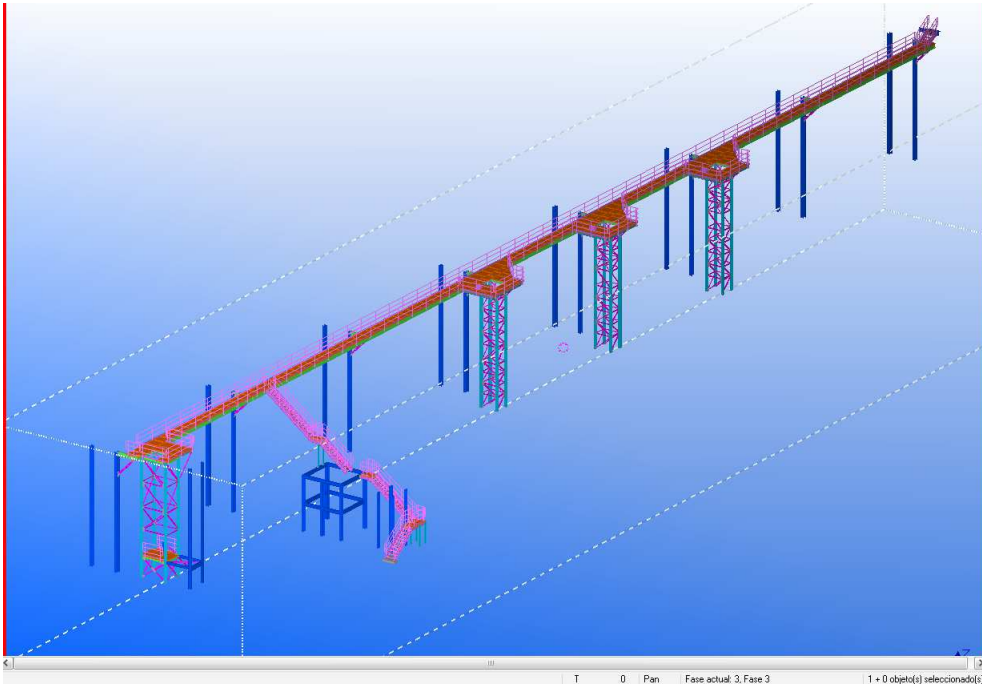 Z
T 0 Pan Fase actual: 3, Fase 3 1 + 0 objeto(s) seleccionado(s)